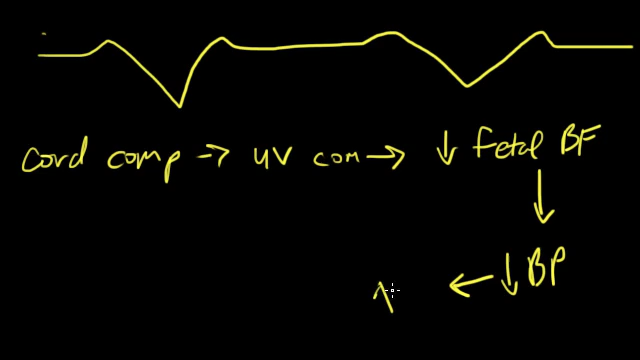 cord comp → UV com → ↓ fetal BF
↓
← ↓ BP
↑